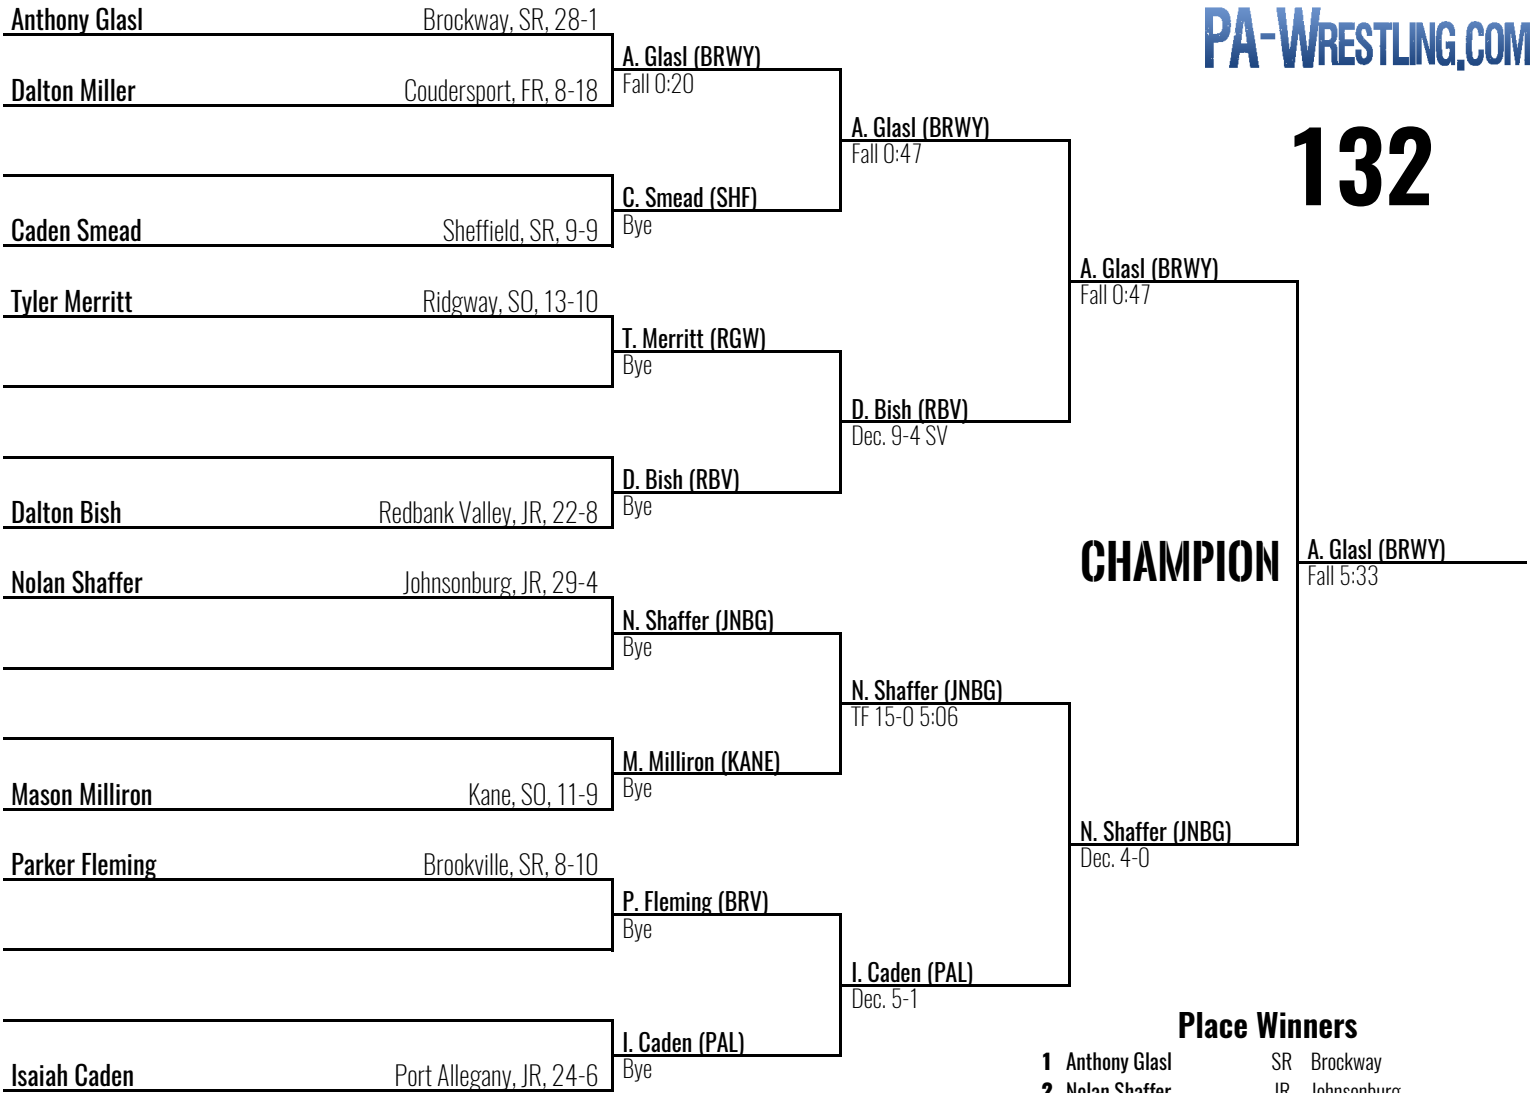 Anthony Glasl Brockway, SR, 28-1
PA-WRESTLING.COM
A. Glasl (BRWY)
Fall 0:20
Dalton Miller Coudersport, FR, 8-18
A. Glasl (BRWY)
Fall 0:47
132
C. Smead (SHF)
Bye
Caden Smead Sheffield, SR, 9-9
A. Glasl (BRWY)
Fall 0:47
Tyler Merritt Ridgway, SO, 13-10
T. Merritt (RGW)
Bye
D. Bish (RBV)
Dec. 9-4 SV
D. Bish (RBV)
Bye
Dalton Bish Redbank Valley, JR, 22-8
CHAMPION
A. Glasl (BRWY)
Fall 5:33
Nolan Shaffer Johnsonburg, JR, 29-4
N. Shaffer (JNBG)
Bye
N. Shaffer (JNBG)
TF 15-0 5:06
M. Milliron (KANE)
Bye
Mason Milliron Kane, SO, 11-9
N. Shaffer (JNBG)
Dec. 4-0
Parker Fleming Brookville, SR, 8-10
P. Fleming (BRV)
Bye
I. Caden (PAL)
Dec. 5-1
I. Caden (PAL)
Bye
Isaiah Caden Port Allegany, JR, 24-6
Place Winners
1 Anthony Glasl SR Brockway
2 Nolan Shaffer JR Johnsonburg